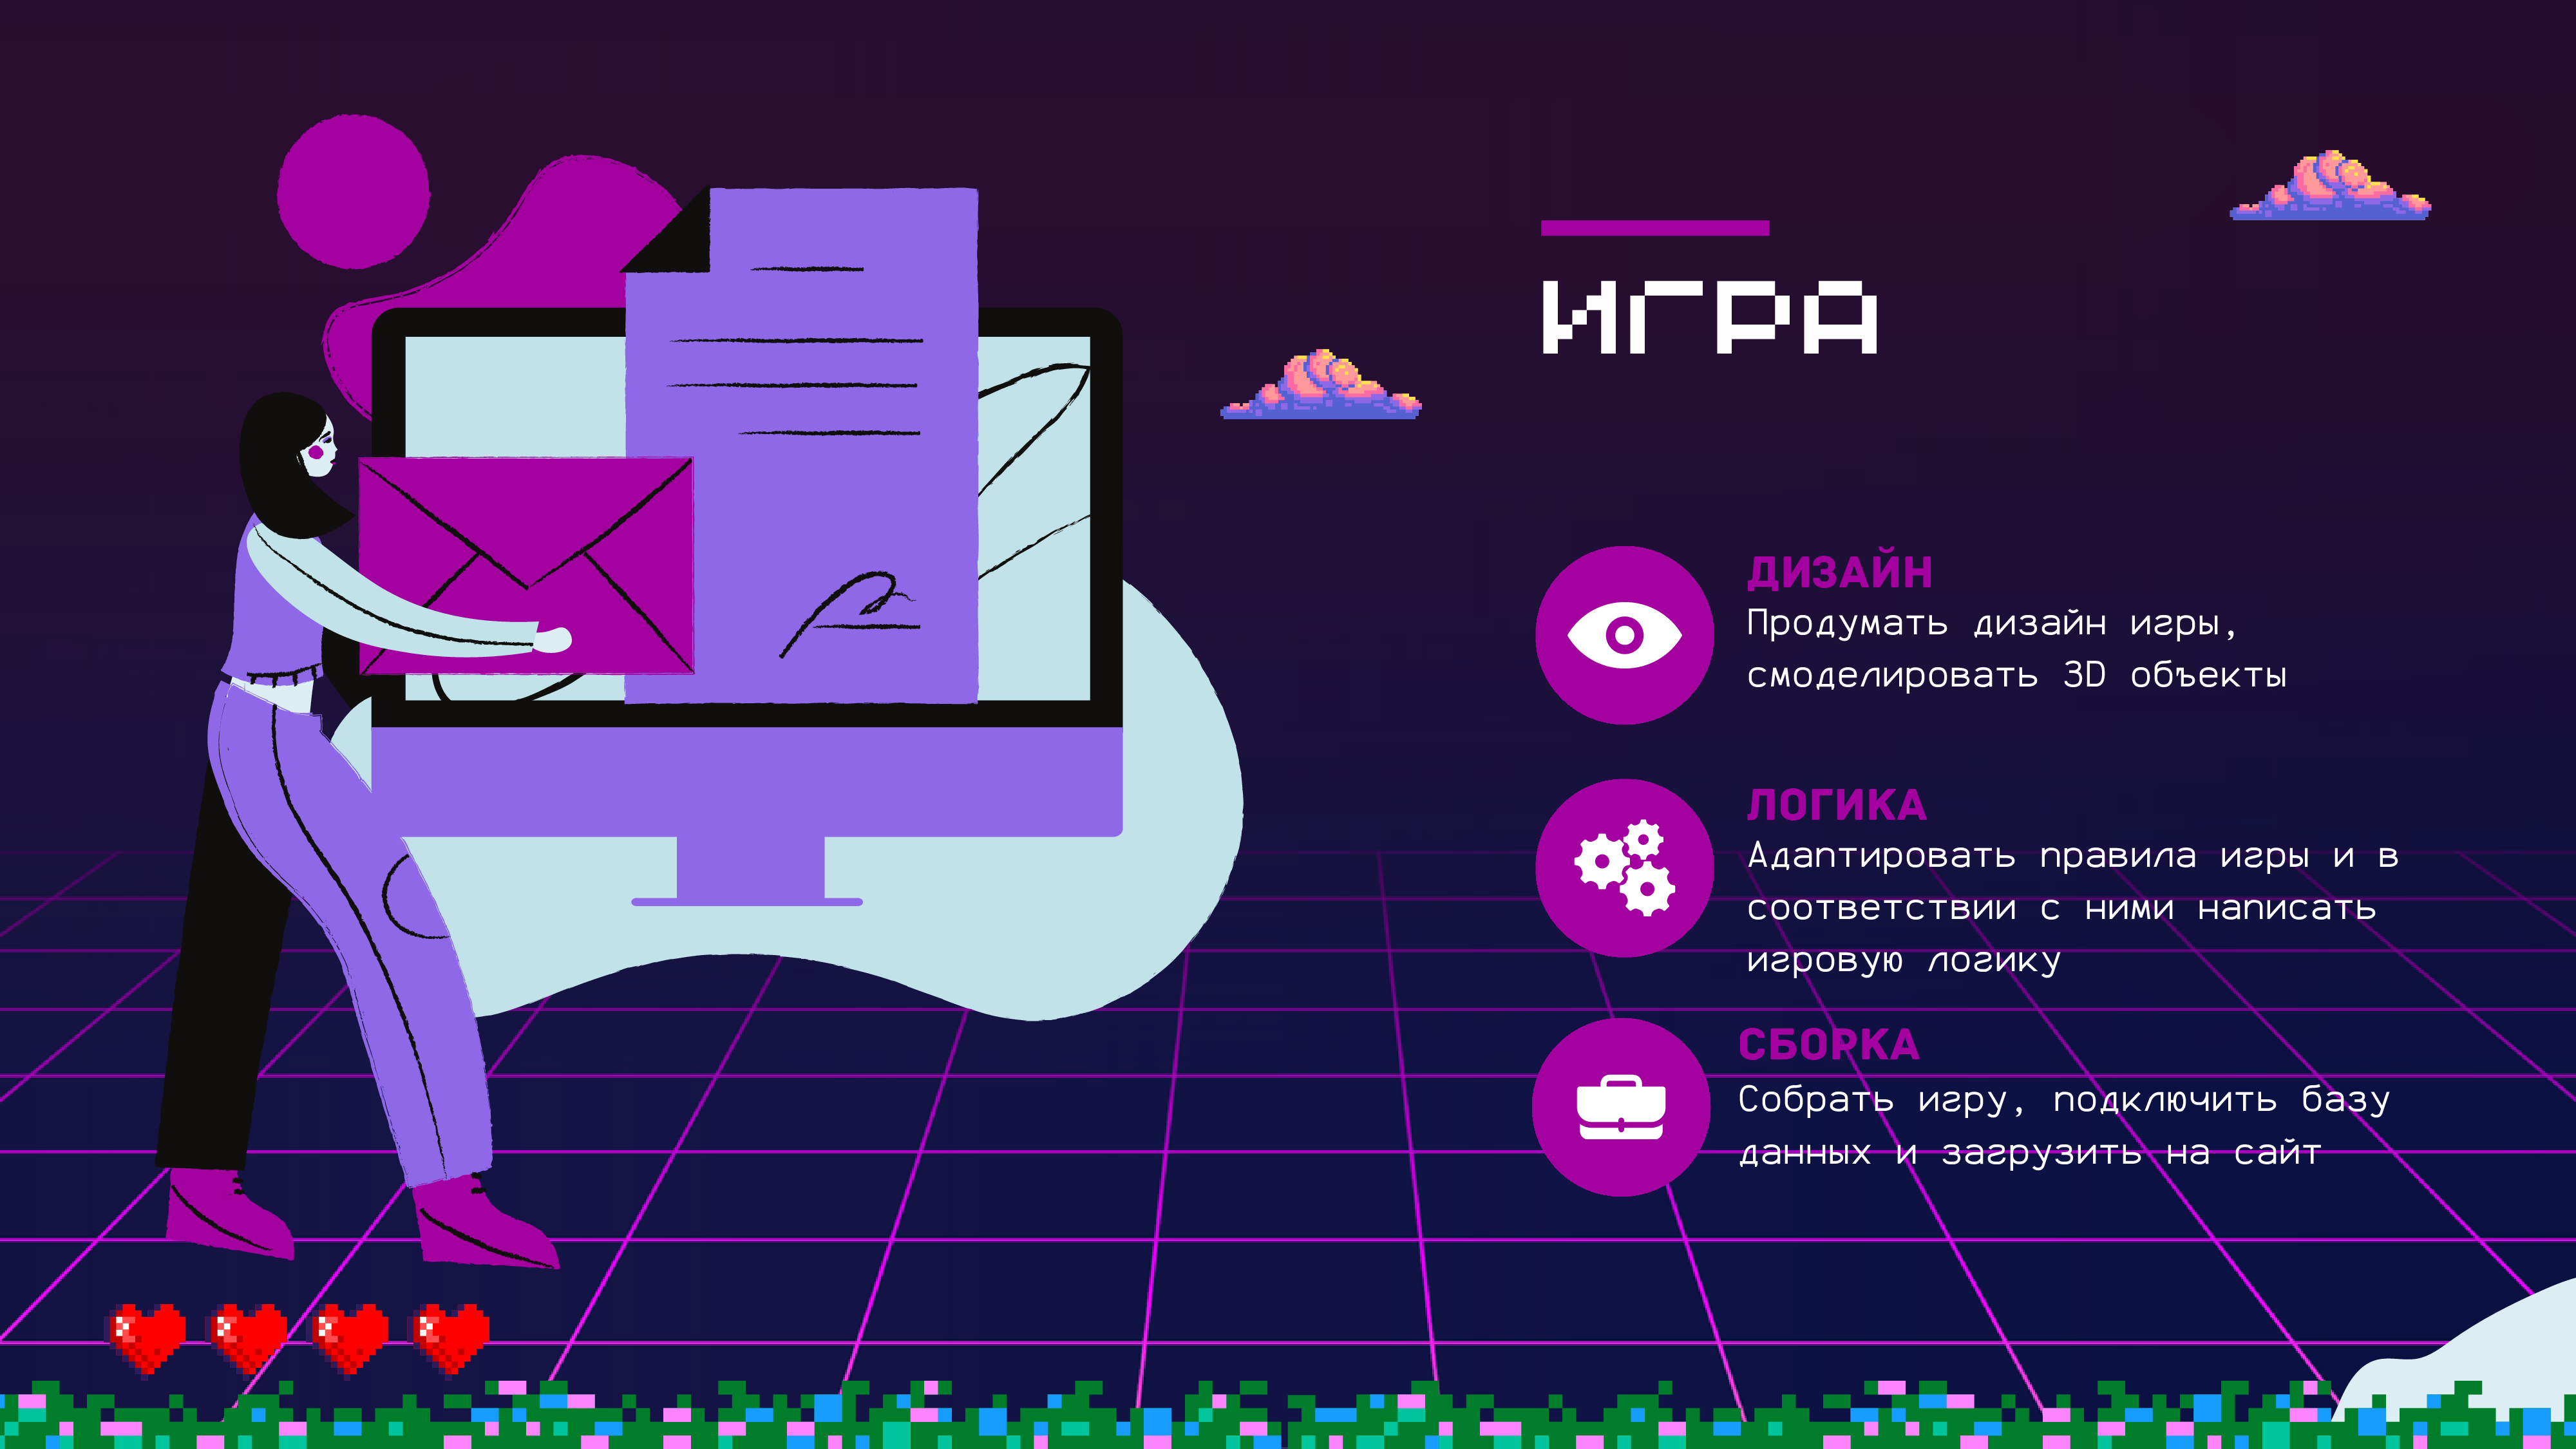 ИГРА
ДИЗАЙН
Продумать дизайн игры,
смоделировать 3D объекты
ЛОГИКА
Адаптировать правила игры и в
соответствии с ними написать
игровую логику
СБОРКА
Собрать игру, подключить базу
данных и загрузить на сайт